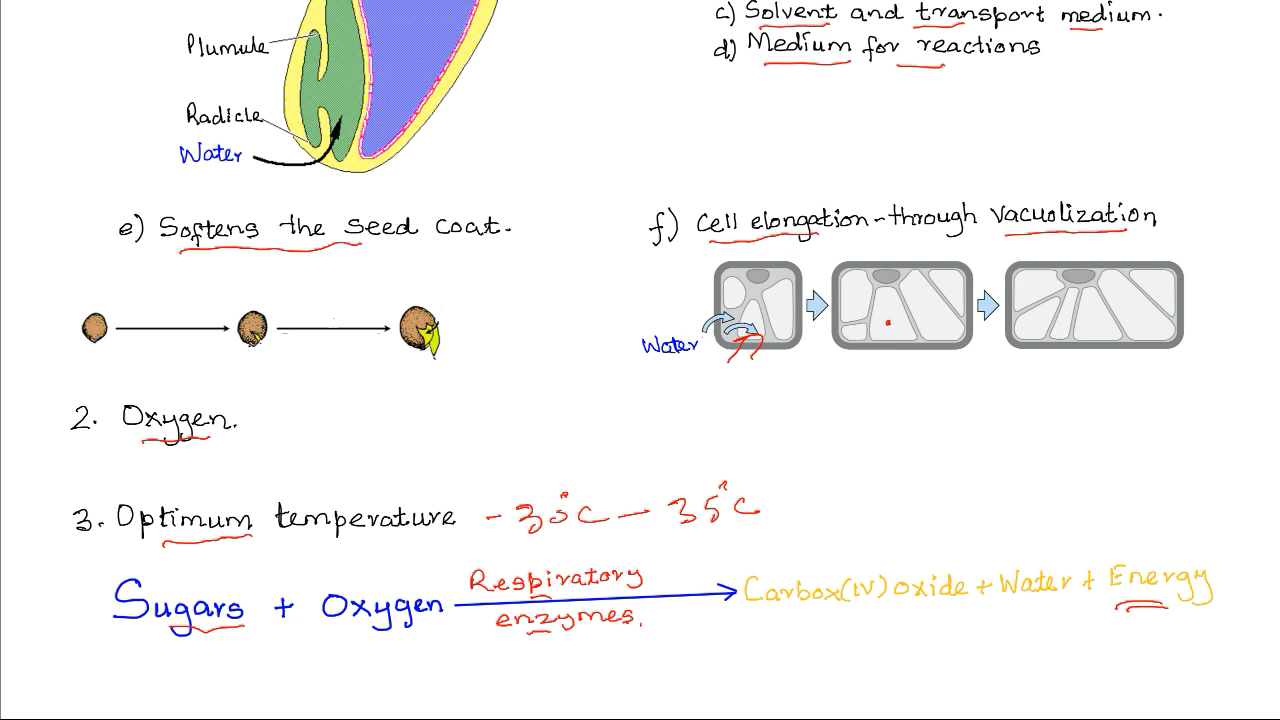 c) Solvent and transport medium.
d) Medium for reactions
Plumule
Radicle
Water
e) Softens the seed coat.
f) Cell elongation - through vacuolization
Water
2. Oxygen.
3. Optimum temperature - 30°C - 35°C
Sugars + Oxygen Respiratory enzymes. Carbox(IV) Oxide + Water + Energy